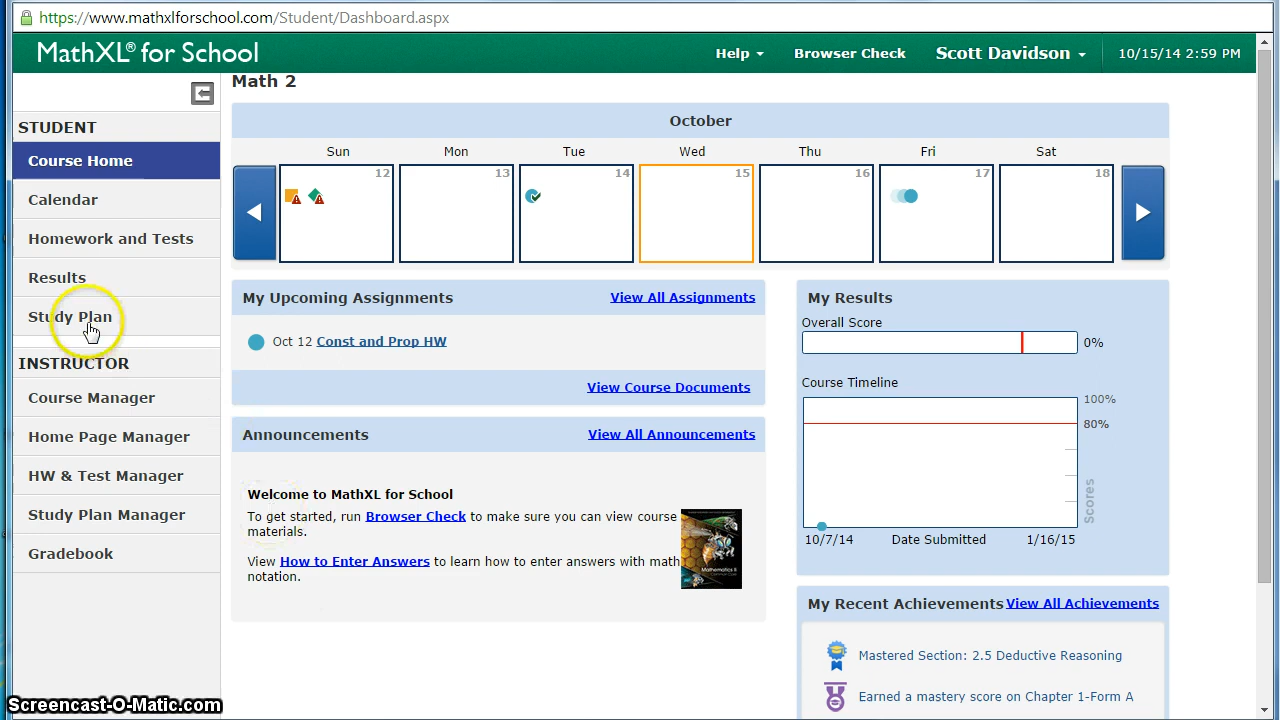 https://www.mathxlforschool.com/Student/Dashboard.aspx
MathXL® for School
Help
Browser Check
Scott Davidson
10/15/14 2:59 PM
STUDENT
Course Home
Calendar
Homework and Tests
Results
Study Plan
INSTRUCTOR
Course Manager
Home Page Manager
HW & Test Manager
Study Plan Manager
Gradebook
Math 2
October
Sun Mon Tue Wed Thu Fri Sat
12 13 14 15 16 17 18
My Upcoming Assignments View All Assignments
Oct 12 Const and Prop HW
View Course Documents
Announcements View All Announcements
Welcome to MathXL for School
To get started, run Browser Check to make sure you can view course
materials.
View How to Enter Answers to learn how to enter answers with math
notation.
Mathematics II
My Results
Overall Score
0%
Course Timeline
100%
80%
Scores
10/7/14 Date Submitted 1/16/15
My Recent Achievements View All Achievements
Mastered Section: 2.5 Deductive Reasoning
Earned a mastery score on Chapter 1-Form A
Screencast-O-Matic.com